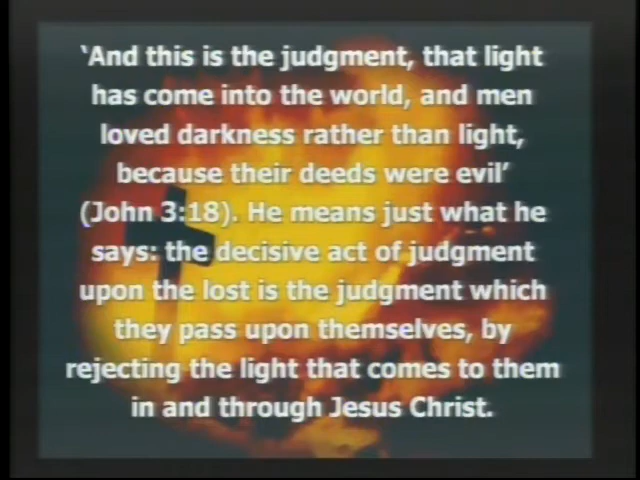 ‘And this is the judgment, that light
has come into the world, and men
loved darkness rather than light,
because their deeds were evil’
(John 3:18). He means just what he
says: the decisive act of judgment
upon the lost is the judgment which
they pass upon themselves, by
rejecting the light that comes to them
in and through Jesus Christ.